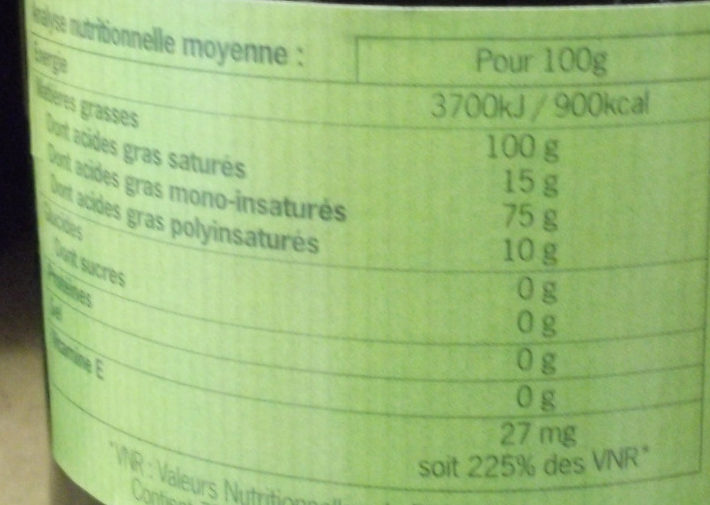 Analyse nutritionnelle moyenne : Pour 100g
Energie 3700kJ / 900kcal
Matières grasses 100 g
Dont acides gras saturés 15 g
Dont acides gras mono-insaturés 75 g
Dont acides gras polyinsaturés 10 g
Glucides 0 g
Dont sucres 0 g
Protéines 0 g
Sel 0 g
Vitamine E 27 mg
soit 225% des VNR*
*VNR : Valeurs